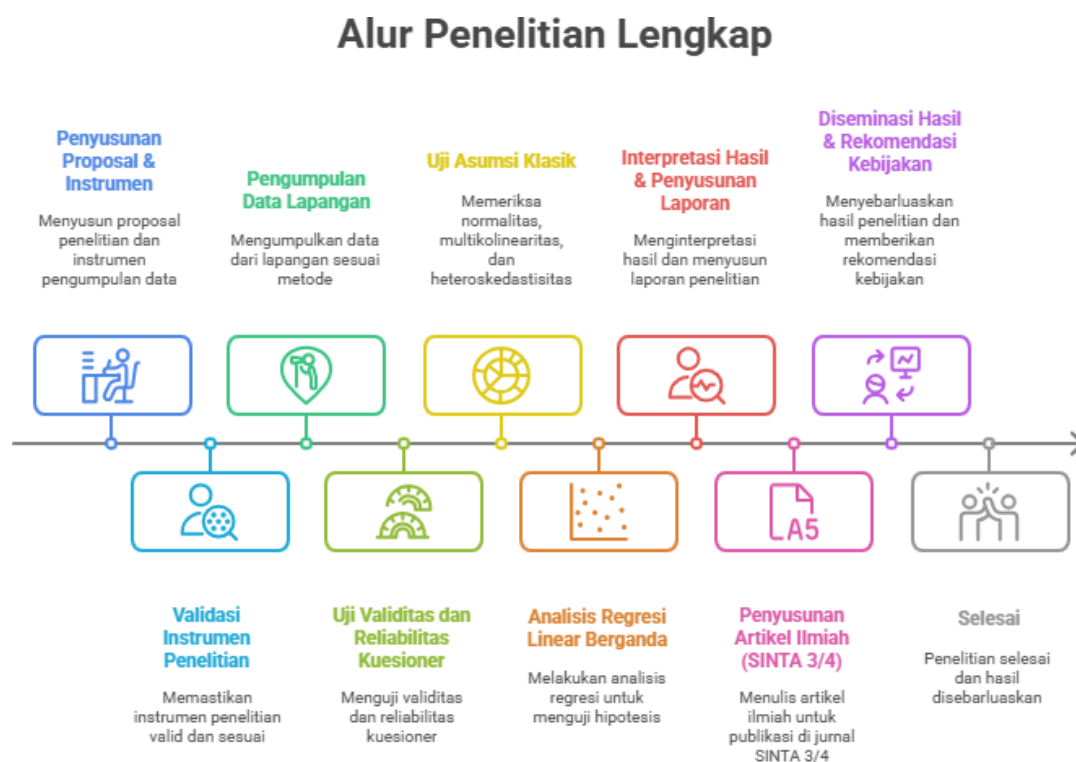 Alur Penelitian Lengkap
Penyusunan
Proposal &
Instrumen
Menyusun proposal
penelitian dan
instrumen
pengumpulan data
Pengumpulan
Data Lapangan
Mengumpulkan data
dari lapangan sesuai
metode
Uji Asumsi Klasik
Memeriksa
normalitas,
multikolinearitas,
dan
heteroskedastisitas
Interpretasi Hasil
& Penyusunan
Laporan
Menginterpretasi
hasil dan menyusun
laporan penelitian
Diseminasi Hasil
& Rekomendasi
Kebijakan
Menyebarluaskan
hasil penelitian dan
memberikan
rekomendasi
kebijakan
A5
Validasi
Instrumen
Penelitian
Memastikan
instrumen penelitian
valid dan sesuai
Uji Validitas dan
Reliabilitas
Kuesioner
Menguji validitas
dan reliabilitas
kuesioner
Analisis Regresi
Linear Berganda
Melakukan analisis
regresi untuk
menguji hipotesis
Penyusunan
Artikel Ilmiah
(SINTA 3/4)
Menulis artikel
ilmiah untuk
publikasi di jurnal
SINTA 3/4
Selesai
Penelitian selesai
dan hasil
disebarluaskan